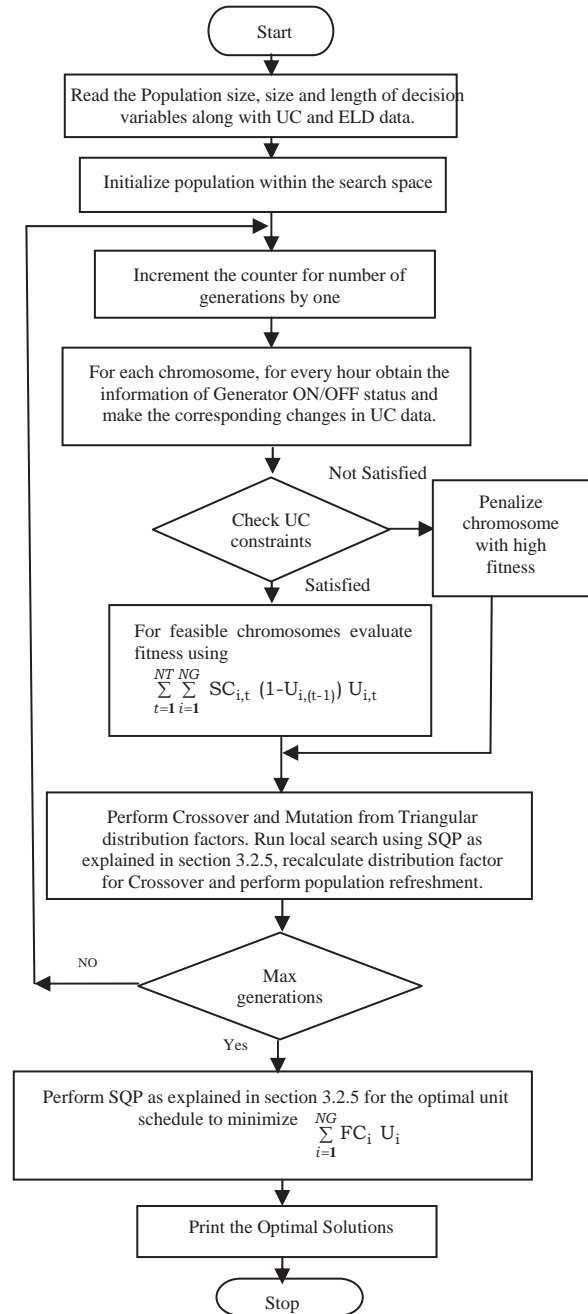 Start
Read the Population size, size and length of decision
variables along with UC and ELD data.
Initialize population within the search space
Increment the counter for number of
generations by one
For each chromosome, for every hour obtain the
information of Generator ON/OFF status and
make the corresponding changes in UC data.
Not Satisfied
Check UC
constraints
Penalize
chromosome
with high
fitness
Satisfied
For feasible chromosomes evaluate
fitness using
∑_{t=1}^{NT} ∑_{i=1}^{NG} SC_{i,t} (1-U_{i,(t-1)}) U_{i,t}
Perform Crossover and Mutation from Triangular
distribution factors. Run local search using SQP as
explained in section 3.2.5, recalculate distribution factor
for Crossover and perform population refreshment.
NO
Max
generations
Yes
Perform SQP as explained in section 3.2.5 for the optimal unit
schedule to minimize ∑_{i=1}^{NG} FC_i U_i
Print the Optimal Solutions
Stop